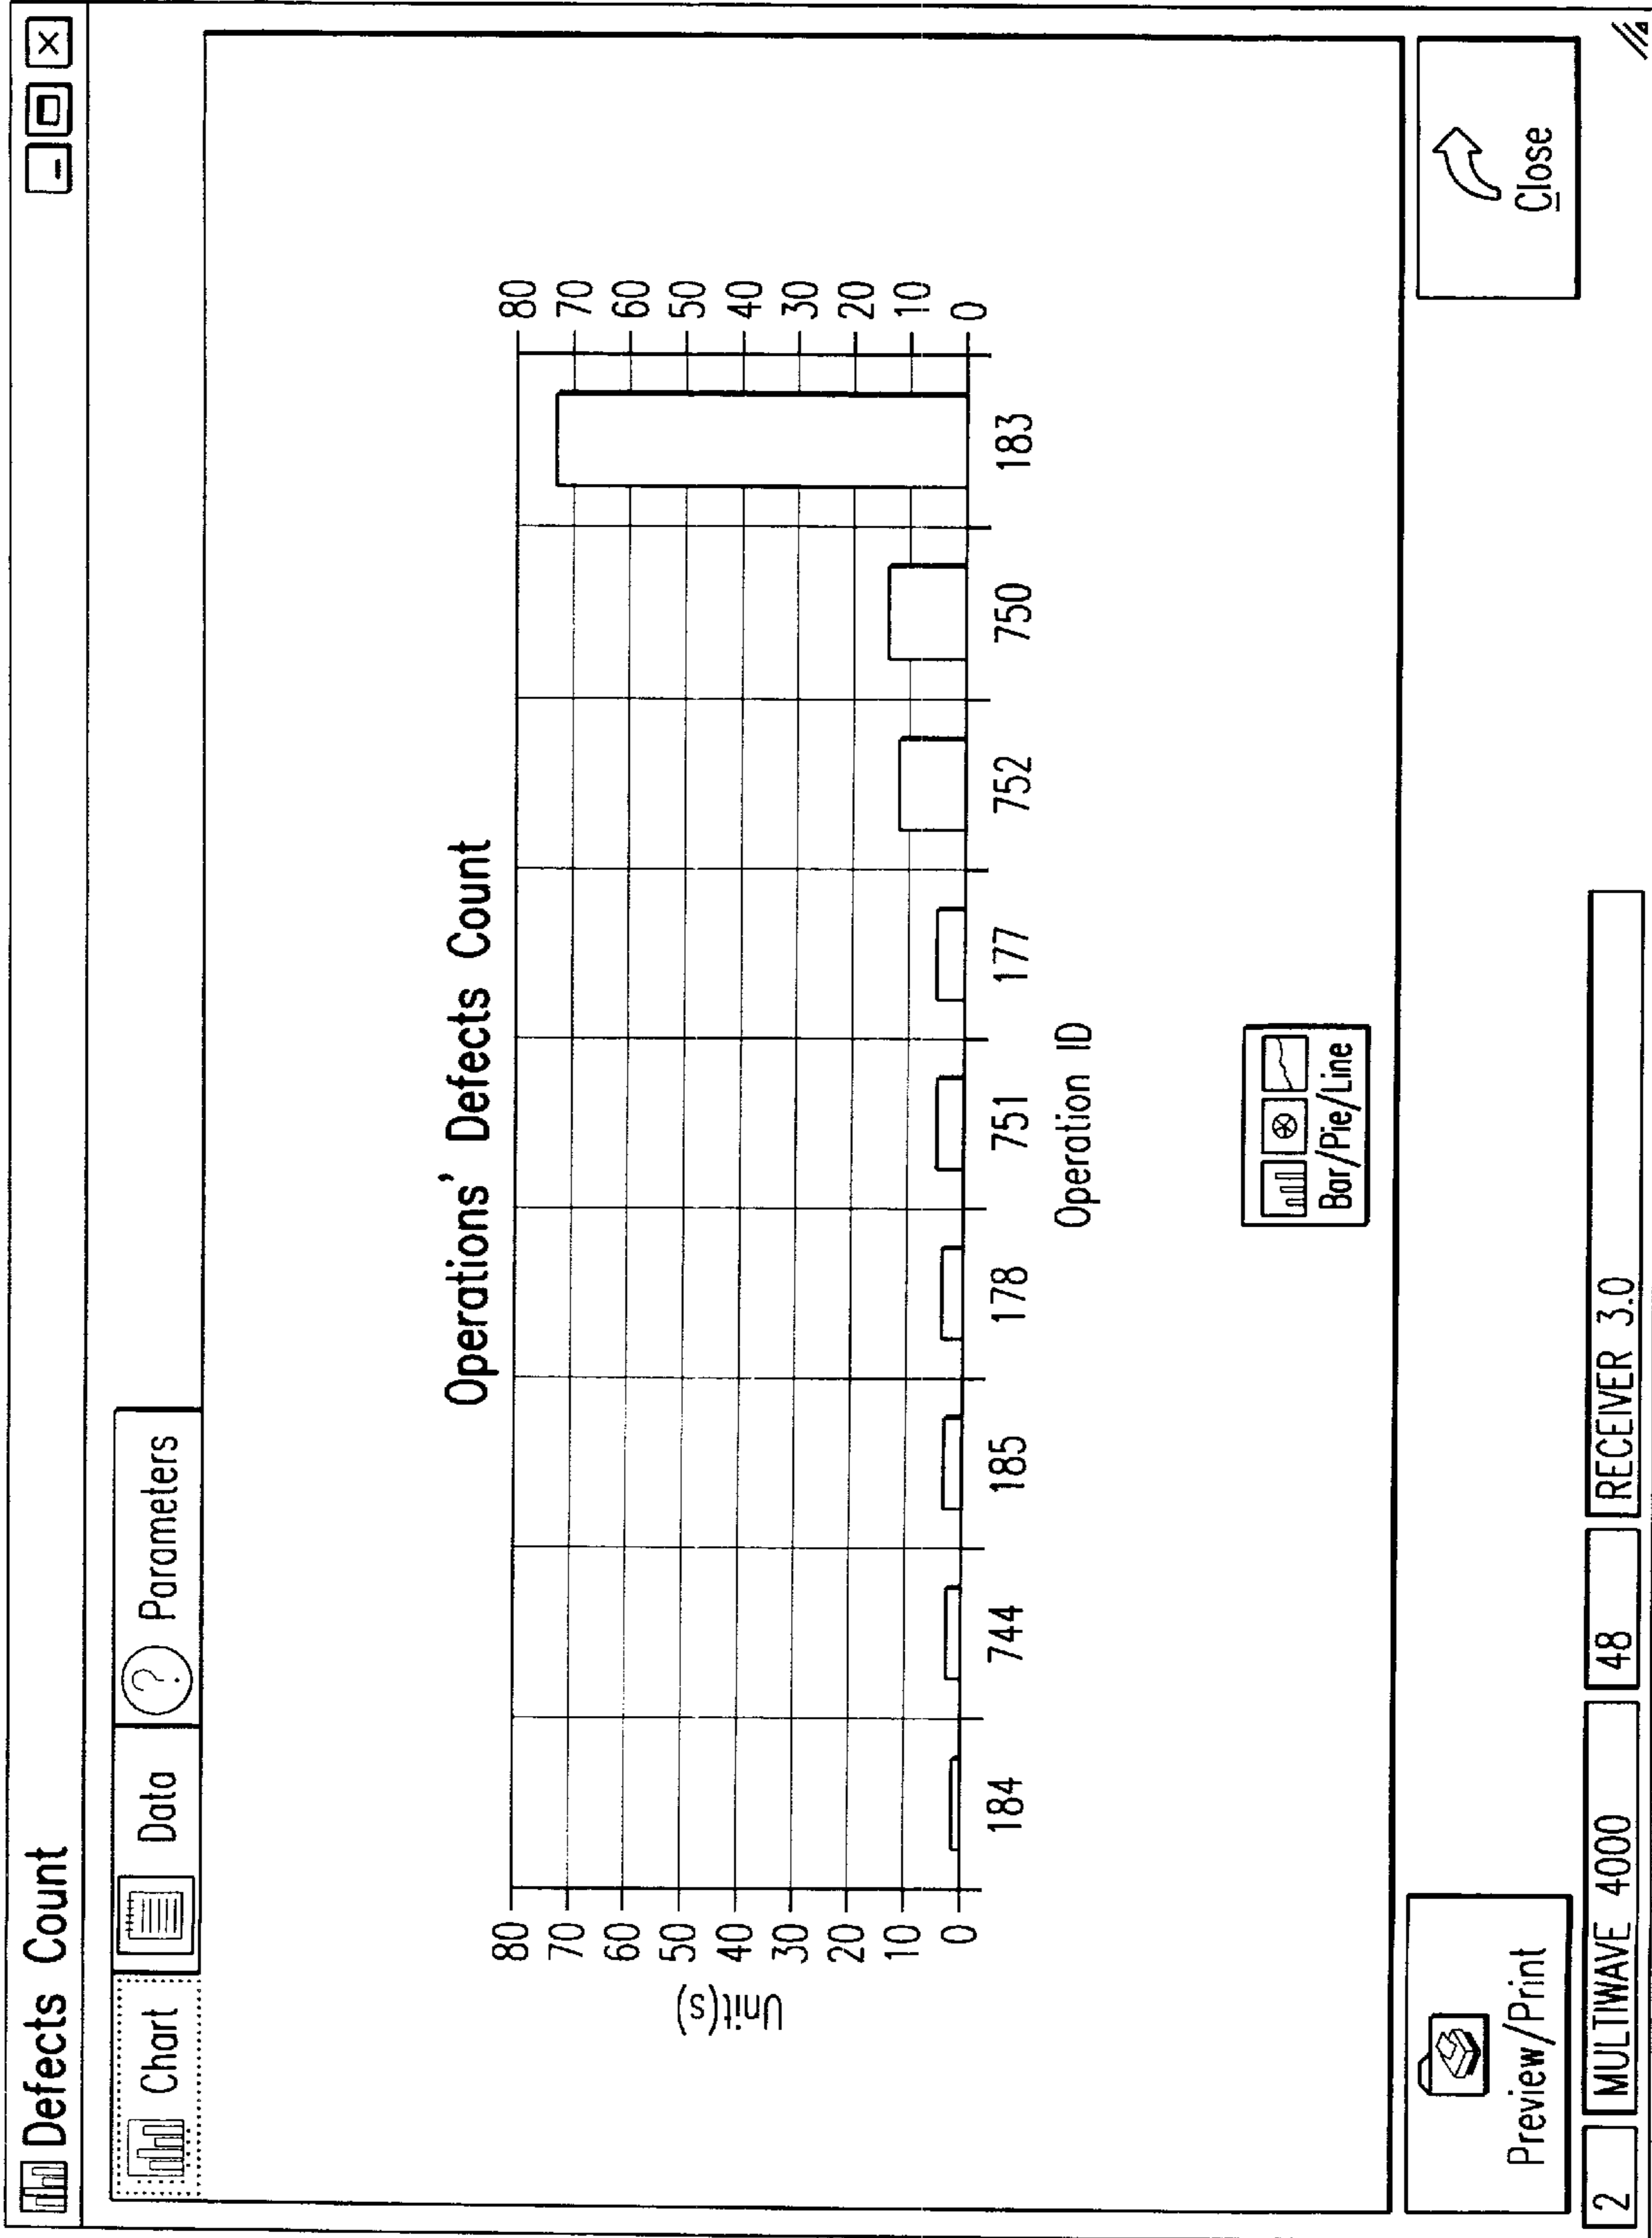 Defects Count
Chart
Data
? Parameters
Operations' Defects Count
Unit(s)
80
70
60
50
40
30
20
10
0
80
70
60
50
40
30
20
10
0
184 744 185 178 751 177 752 750 183
Operation ID
Bar/Pie/Line
Preview/Print
Close
2 MULTIWAVE 4000 48 RECEIVER 3.0